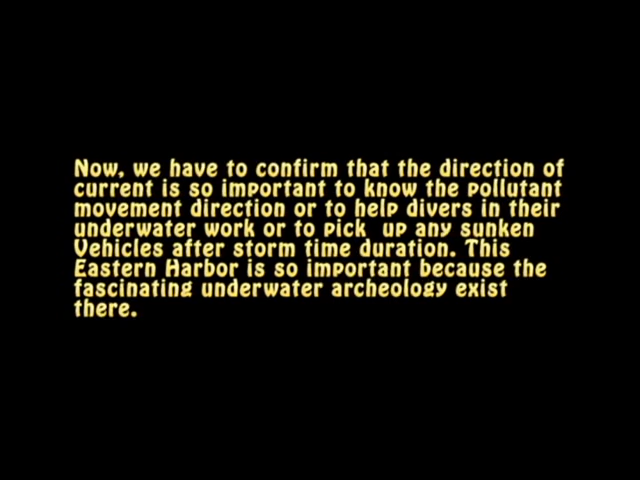 Now, we have to confirm that the direction of
current is so important to know the pollutant
movement direction or to help divers in their
underwater work or to pick  up any sunken
Vehicles after storm time duration. This
Eastern Harbor is so important because the
fascinating underwater archeology exist
there.